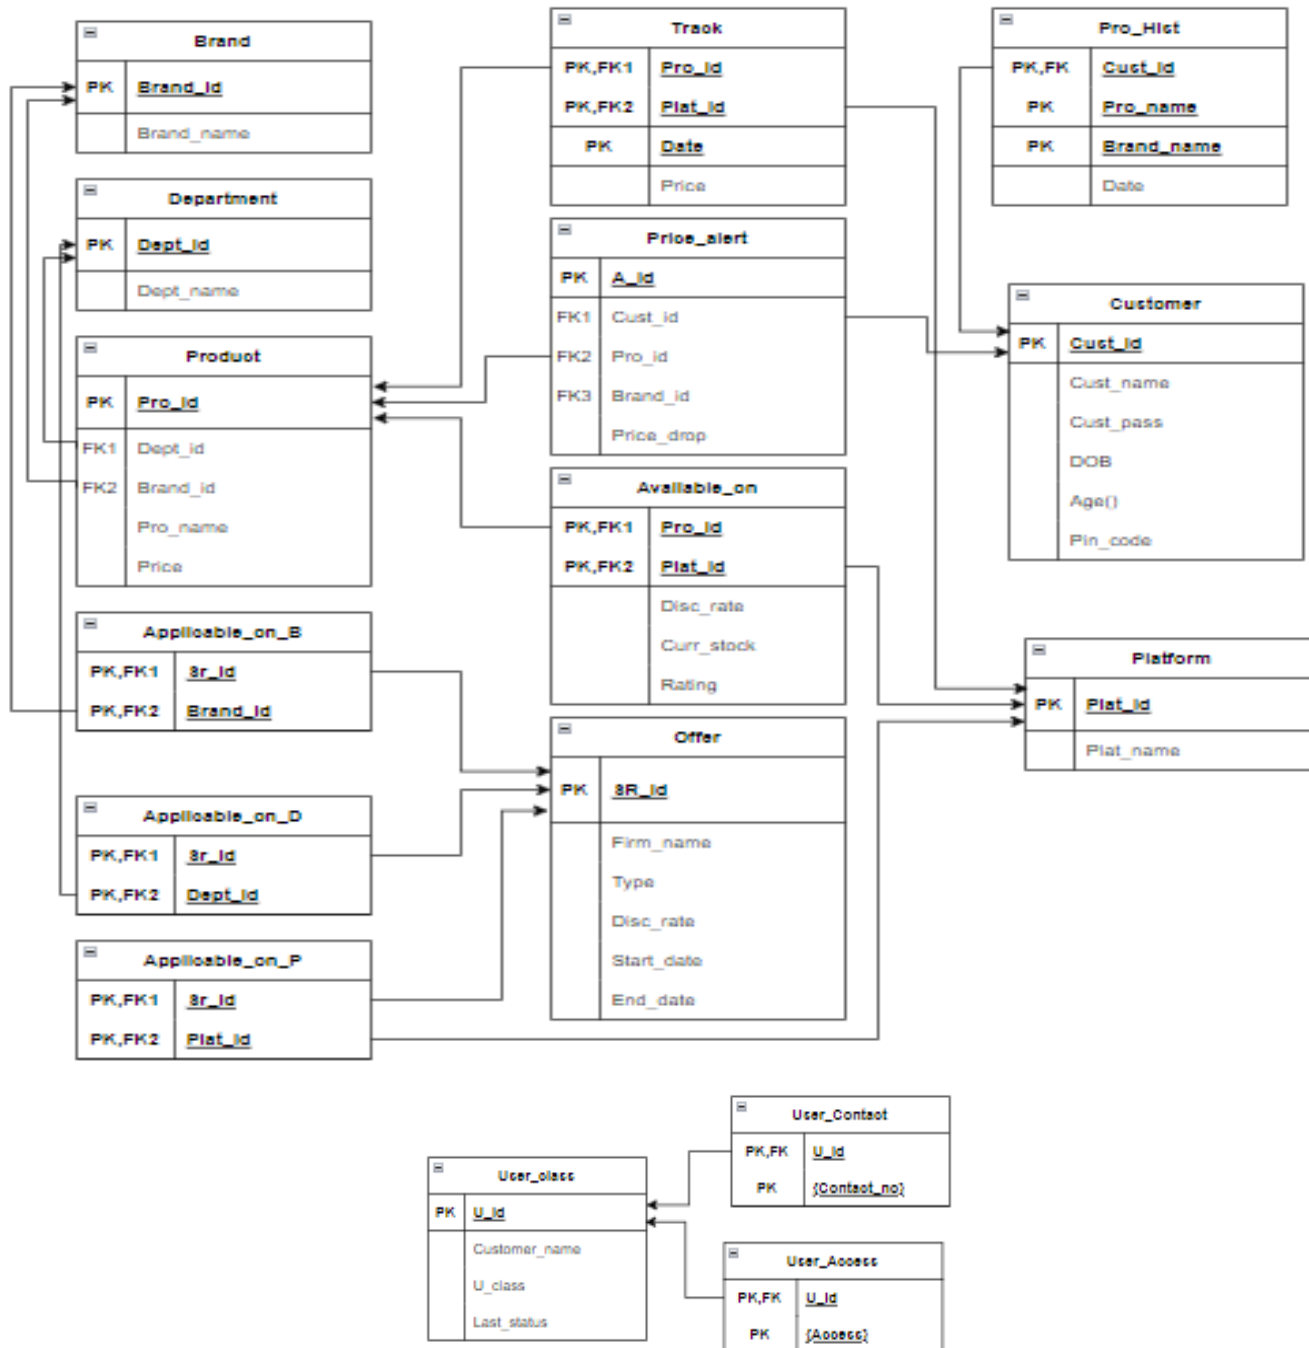 Brand
PK Brand_id
Brand_name
Department
PK Dept_id
Dept_name
Product
PK Pro_id
FK1 Dept_id
FK2 Brand_id
Pro_name
Price
Applicable_on_B
PK,FK1 Sr_id
PK,FK2 Brand_id
Applicable_on_D
PK,FK1 Sr_id
PK,FK2 Dept_id
Applicable_on_P
PK,FK1 Sr_id
PK,FK2 Plat_id
Track
PK,FK1 Pro_id
PK,FK2 Plat_id
PK Date
Price
Price_alert
PK A_id
FK1 Cust_id
FK2 Pro_id
FK3 Brand_id
Price_drop
Available_on
PK,FK1 Pro_id
PK,FK2 Plat_id
Disc_rate
Curr_stock
Rating
Offer
PK SR_id
Firm_name
Type
Disc_rate
Start_date
End_date
Pro_Hist
PK,FK Cust_id
PK Pro_name
PK Brand_name
Date
Customer
PK Cust_id
Cust_name
Cust_pass
DOB
Age()
Pin_code
Platform
PK Plat_id
Plat_name
User_class
PK U_id
Customer_name
U_class
Last_status
User_Contact
PK,FK U_id
PK {Contact_no}
User_Access
PK,FK U_id
PK {Access}